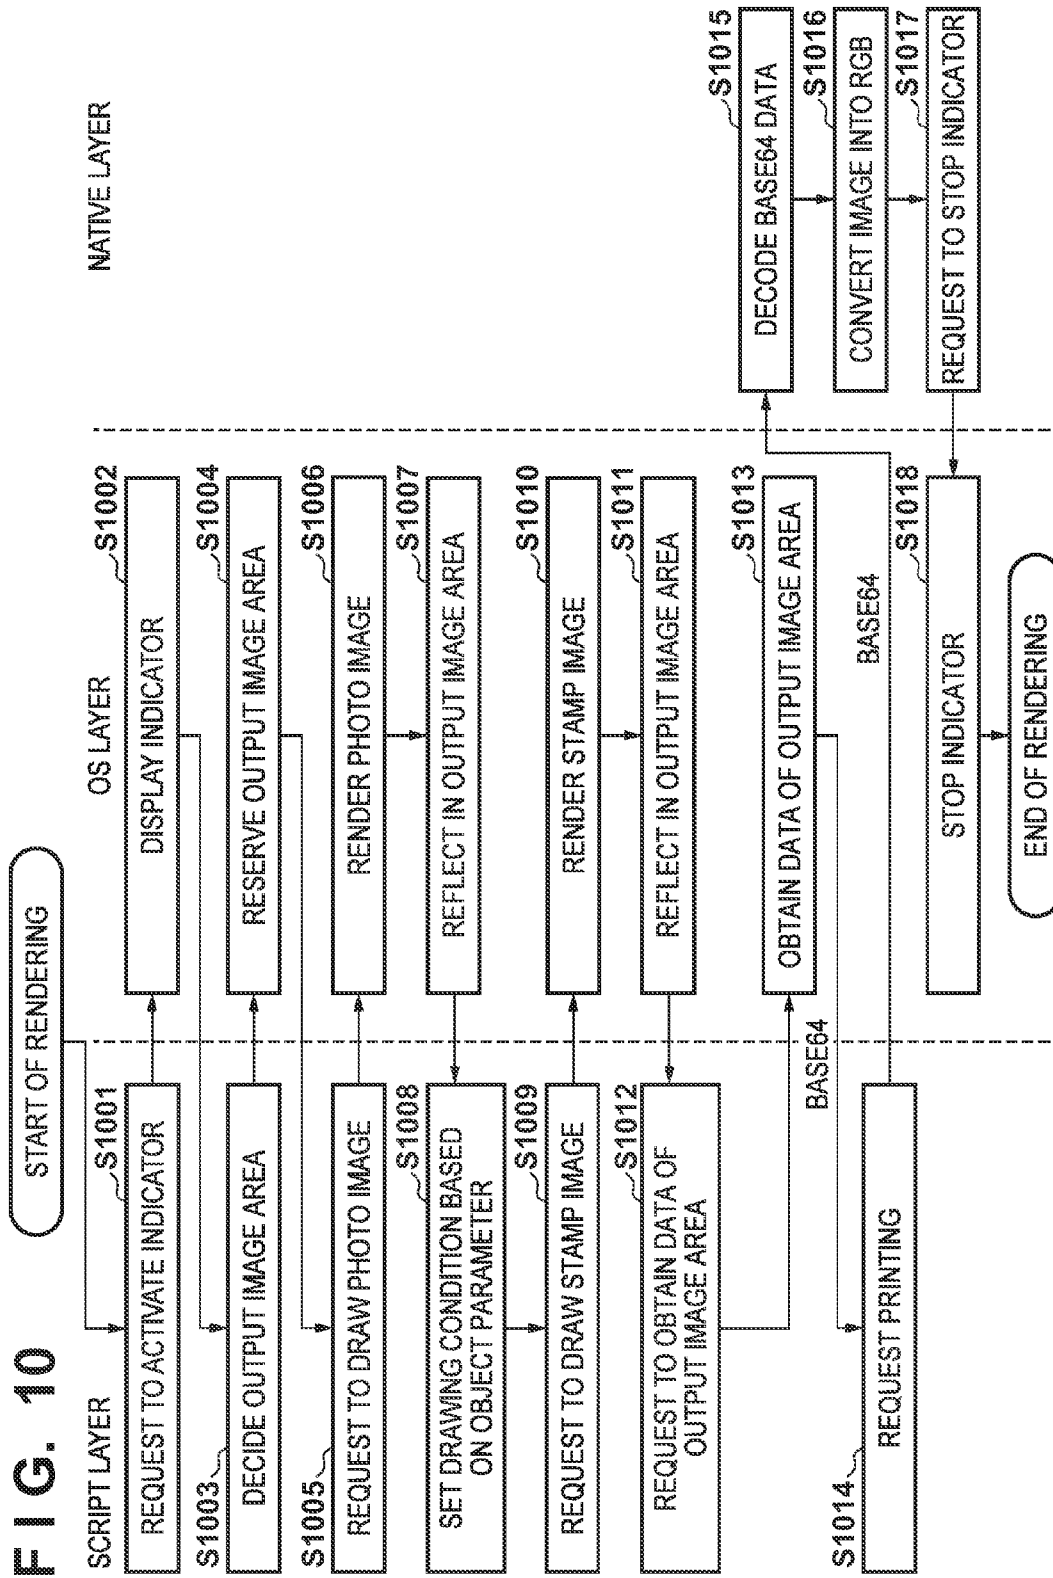 FIG. 10
START OF RENDERING
SCRIPT LAYER
OS LAYER
NATIVE LAYER
S1001
REQUEST TO ACTIVATE INDICATOR
S1002
DISPLAY INDICATOR
S1003
DECIDE OUTPUT IMAGE AREA
S1004
RESERVE OUTPUT IMAGE AREA
S1005
REQUEST TO DRAW PHOTO IMAGE
S1006
RENDER PHOTO IMAGE
S1007
REFLECT IN OUTPUT IMAGE AREA
S1008
SET DRAWING CONDITION BASED
ON OBJECT PARAMETER
S1009
REQUEST TO DRAW STAMP IMAGE
S1010
RENDER STAMP IMAGE
S1011
REFLECT IN OUTPUT IMAGE AREA
S1012
REQUEST TO OBTAIN DATA OF
OUTPUT IMAGE AREA
S1013
OBTAIN DATA OF OUTPUT IMAGE AREA
BASE64
S1014
REQUEST PRINTING
BASE64
S1015
DECODE BASE64 DATA
S1016
CONVERT IMAGE INTO RGB
S1017
REQUEST TO STOP INDICATOR
S1018
STOP INDICATOR
END OF RENDERING